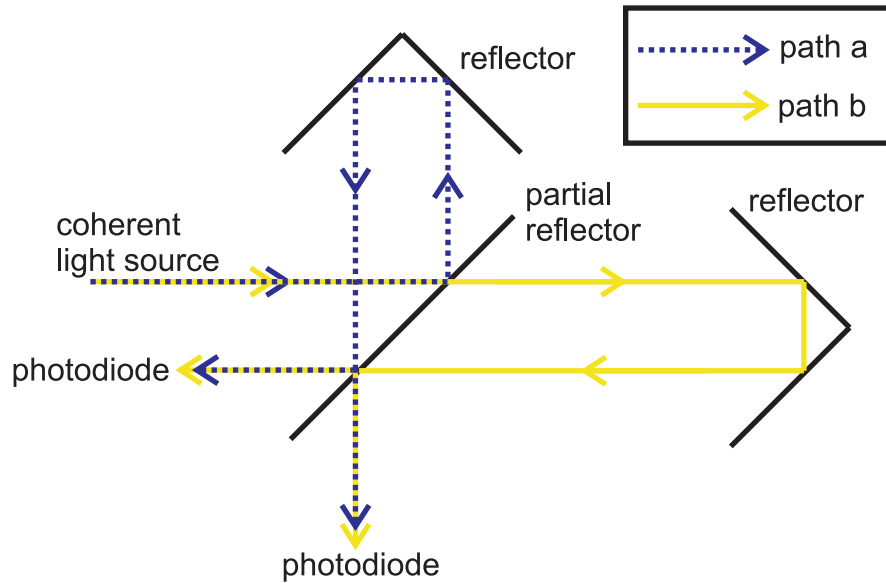 reflector
path a
path b
partial
reflector
reflector
coherent
light source
photodiode
photodiode